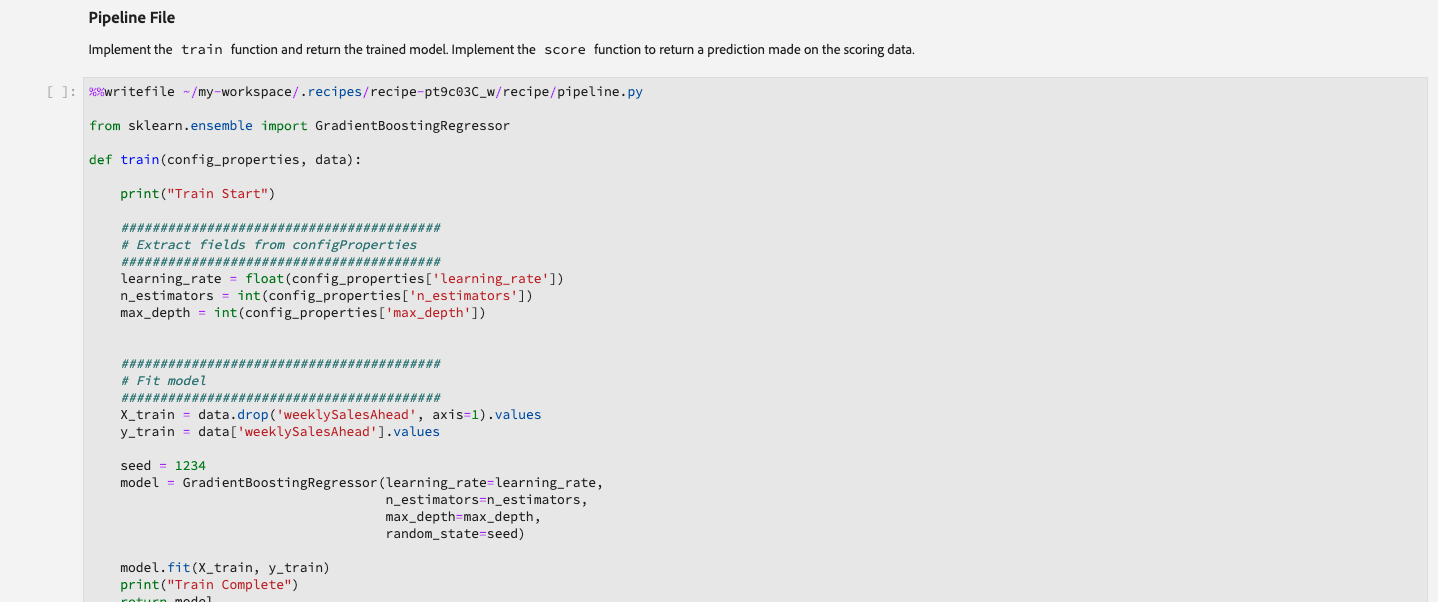 Pipeline File
Implement the train function and return the trained model. Implement the score function to return a prediction made on the scoring data.
[ ]: %%writefile ~/my-workspace/.recipes/recipe-pt9c03C_w/recipe/pipeline.py
from sklearn.ensemble import GradientBoostingRegressor
def train(config_properties, data):
print("Train Start")
#########################################
# Extract fields from configProperties
#########################################
learning_rate = float(config_properties['learning_rate'])
n_estimators = int(config_properties['n_estimators'])
max_depth = int(config_properties['max_depth'])
#########################################
# Fit model
#########################################
X_train = data.drop('weeklySalesAhead', axis=1).values
y_train = data['weeklySalesAhead'].values
seed = 1234
model = GradientBoostingRegressor(learning_rate=learning_rate,
n_estimators=n_estimators,
max_depth=max_depth,
random_state=seed)
model.fit(X_train, y_train)
print("Train Complete")
return model